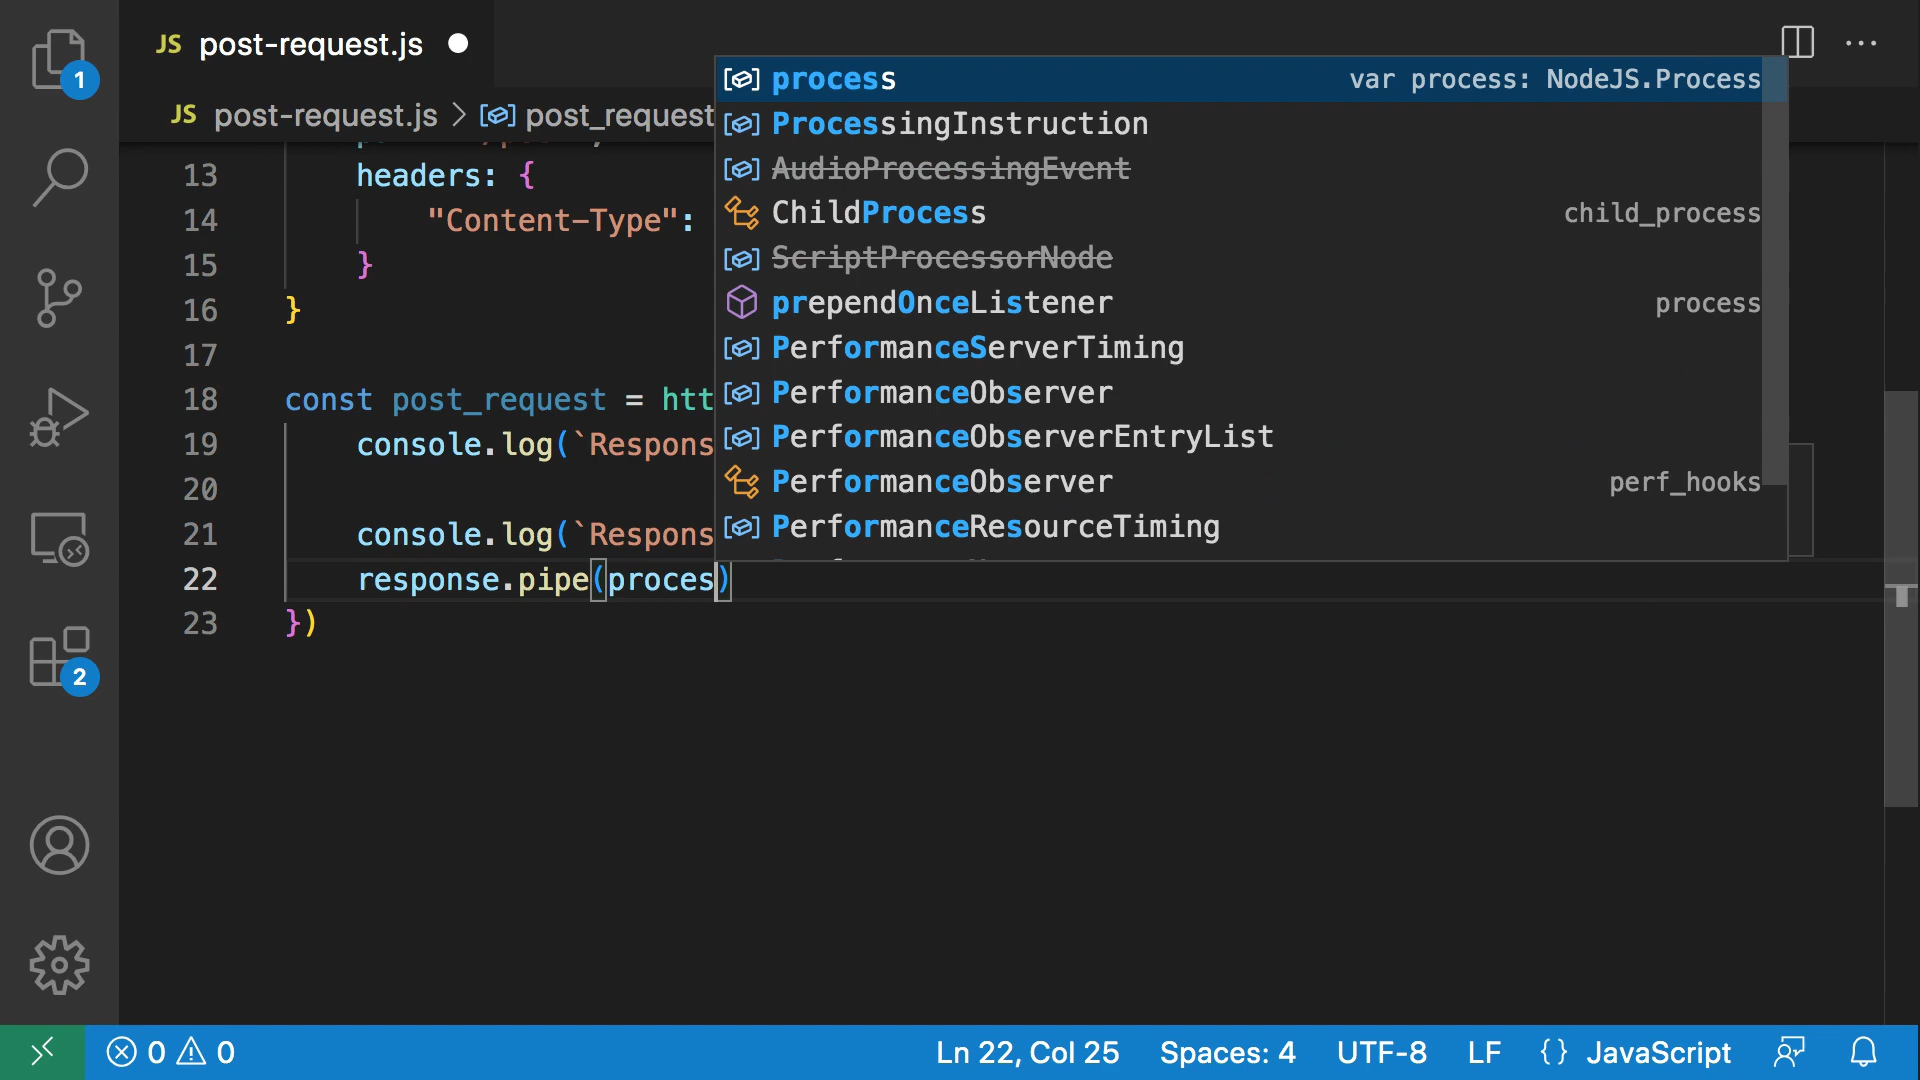 JS post-request.js
1
JS post-request.js > post_request
13 headers: {
14 "Content-Type":
15 }
16 }
17
18 const post_request = htt
19 console.log(`Respons
20
21 console.log(`Respons
22 response.pipe(proces)
23 })
process var process: NodeJS.Process
ProcessingInstruction
AudioProcessingEvent
ChildProcess child_process
ScriptProcessorNode
prependOnceListener process
PerformanceServerTiming
PerformanceObserver
PerformanceObserverEntryList
PerformanceObserver perf_hooks
PerformanceResourceTiming
2
0 0 Ln 22, Col 25 Spaces: 4 UTF-8 LF {} JavaScript